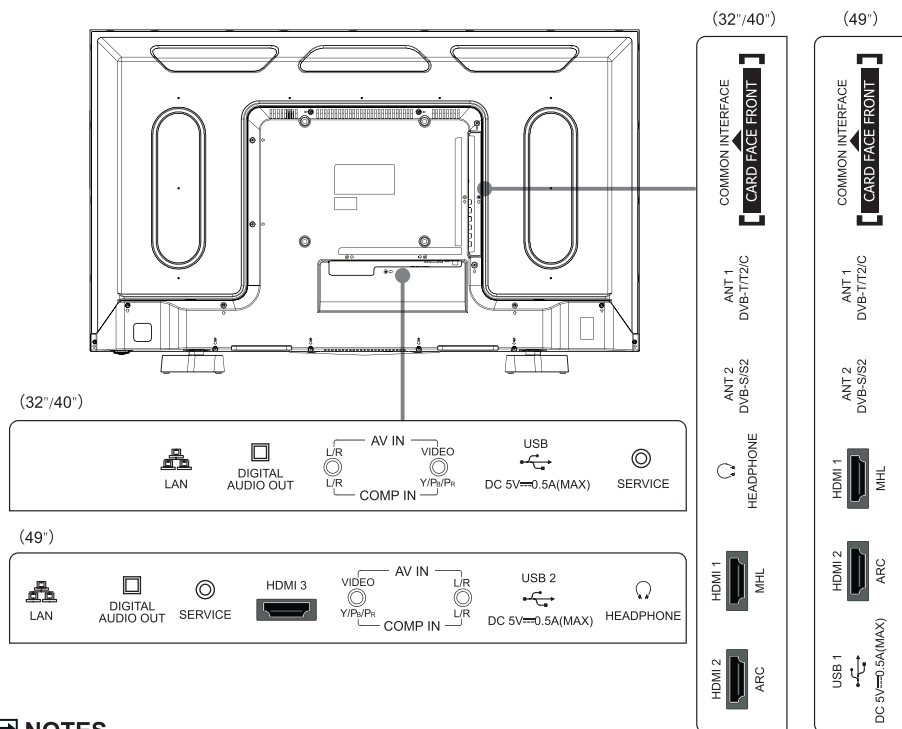 (32"/40")
(49")
COMMON INTERFACE
CARD FACE FRONT
ANT 1
DVB-T/T2/C
ANT 2
DVB-S/S2
HEADPHONE
HDMI 1
MHL
HDMI 2
ARC
COMMON INTERFACE
CARD FACE FRONT
ANT 1
DVB-T/T2/C
ANT 2
DVB-S/S2
HDMI 1
MHL
HDMI 2
ARC
USB 1
DC 5V⎓0.5A(MAX)
(32"/40")
LAN
DIGITAL
AUDIO OUT
AV IN
L/R
VIDEO
L/R
Y/PB/PR
COMP IN
USB
DC 5V⎓0.5A(MAX)
SERVICE
(49")
LAN
DIGITAL
AUDIO OUT
SERVICE
HDMI 3
AV IN
VIDEO
L/R
Y/PB/PR
L/R
COMP IN
USB 2
DC 5V⎓0.5A(MAX)
HEADPHONE
NOTES